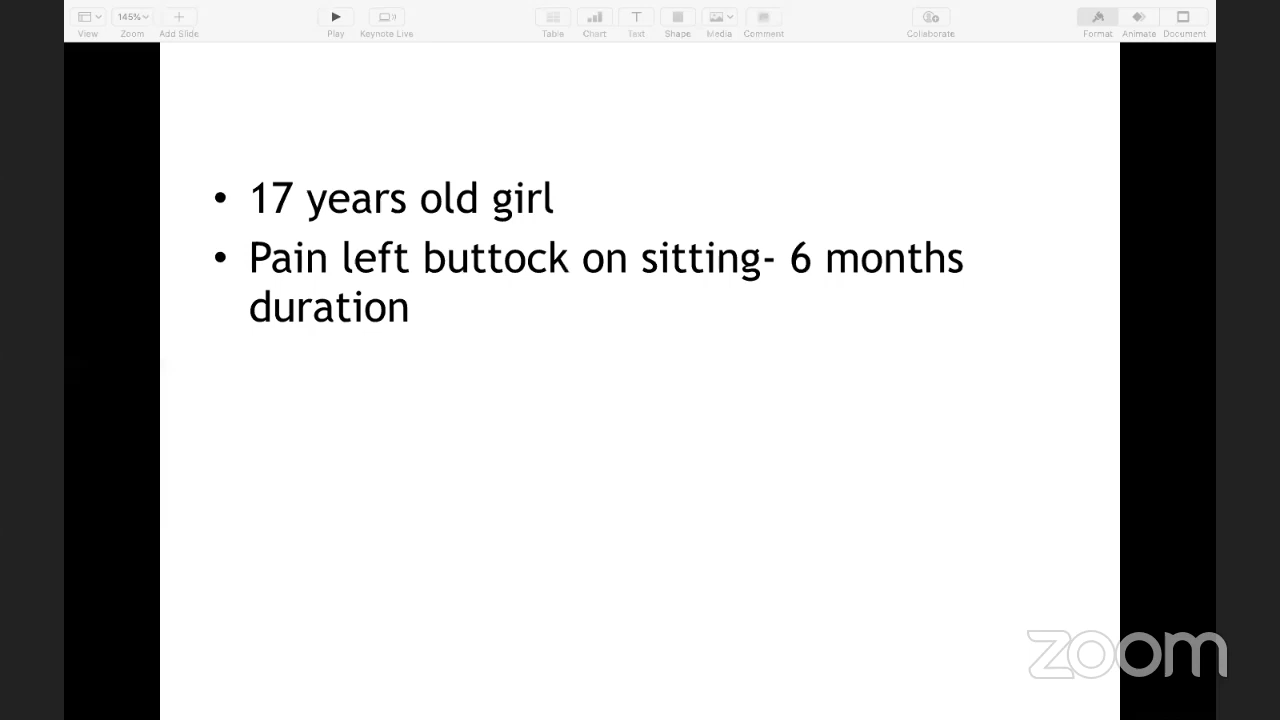 145%
View Zoom Add Slide Play Keynote Live Table Chart Text Shape Media Comment Collaborate Format Animate Document
• 17 years old girl
• Pain left buttock on sitting- 6 months
duration
zoom